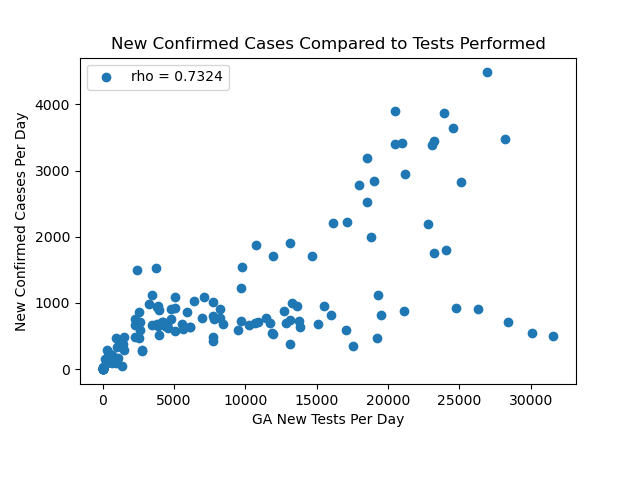 New Confirmed Cases Compared to Tests Performed
rho = 0.7324
New Confirmed Caeses Per Day
4000
3000
2000
1000
0
0 5000 10000 15000 20000 25000 30000
GA New Tests Per Day